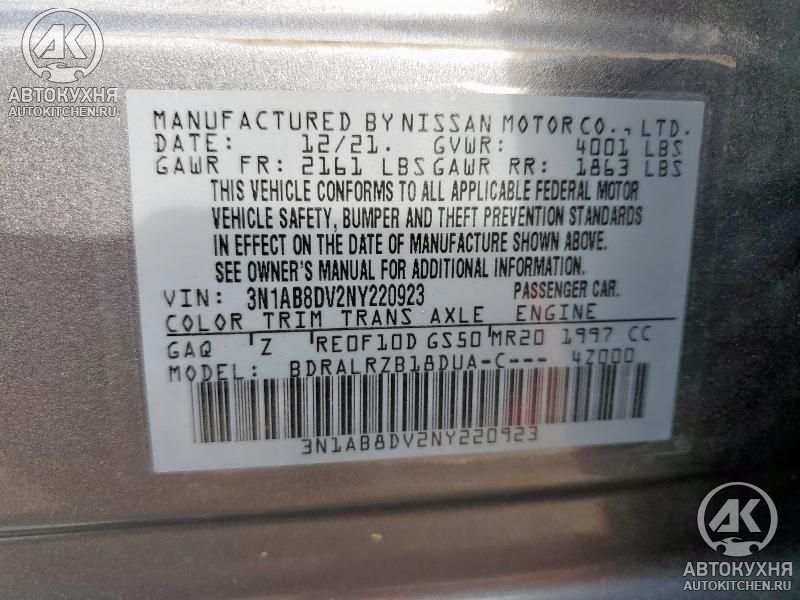 АК
АВТОКУХНЯ
AUTOKITCHEN.RU
MANUFACTURED BY NISSAN MOTOR CO., LTD.
DATE: 12/21. GVWR: 4001 LBS
GAWR FR: 2161 LBS GAWR RR: 1863 LBS
THIS VEHICLE CONFORMS TO ALL APPLICABLE FEDERAL MOTOR
VEHICLE SAFETY, BUMPER AND THEFT PREVENTION STANDARDS
IN EFFECT ON THE DATE OF MANUFACTURE SHOWN ABOVE.
SEE OWNER'S MANUAL FOR ADDITIONAL INFORMATION.
VIN: 3N1AB8DV2NY220923 PASSENGER CAR.
COLOR TRIM TRANS AXLE ENGINE
GAQ Z RE0F10D GS50 MR20 1997 CC
MODEL: BDRALRZB18DUA-C--- 4Z000
3N1AB8DV2NY220923
АК
АВТОКУХНЯ
AUTOKITCHEN.RU